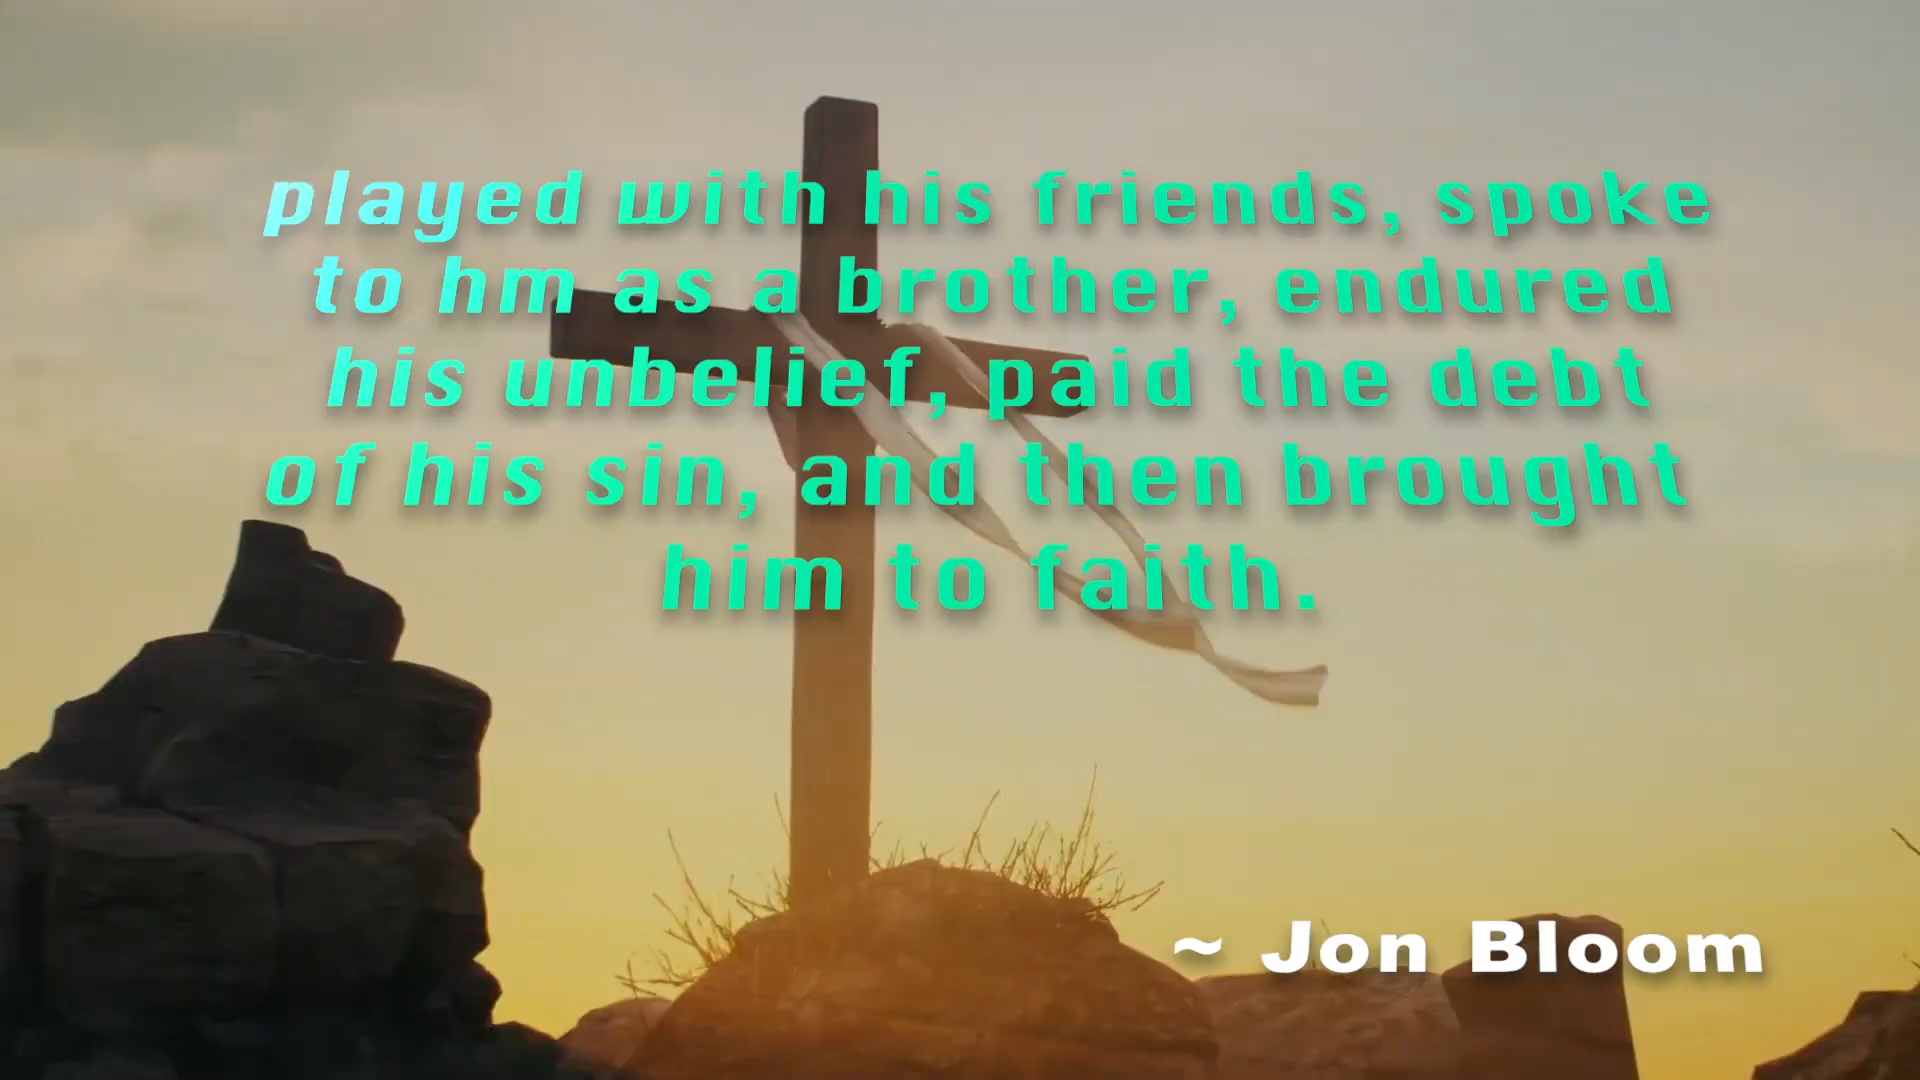 played with his friends, spoke
to hm as a brother, endured
his unbelief, paid the debt
of his sin, and then brought
him to faith.
~ Jon Bloom